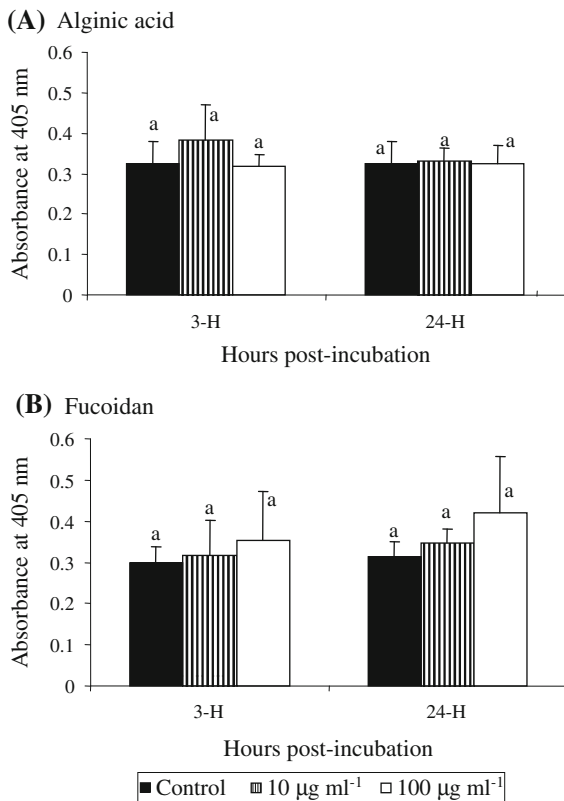 (A) Alginic acid
0.6
0.5
0.4
0.3
0.2
0.1
0
Absorbance at 405 nm
a a a a a a
3-H 24-H
Hours post-incubation
(B) Fucoidan
0.6
0.5
0.4
0.3
0.2
0.1
0
Absorbance at 405 nm
a a a a a a
3-H 24-H
Hours post-incubation
Control 10 µg ml⁻¹ 100 µg ml⁻¹